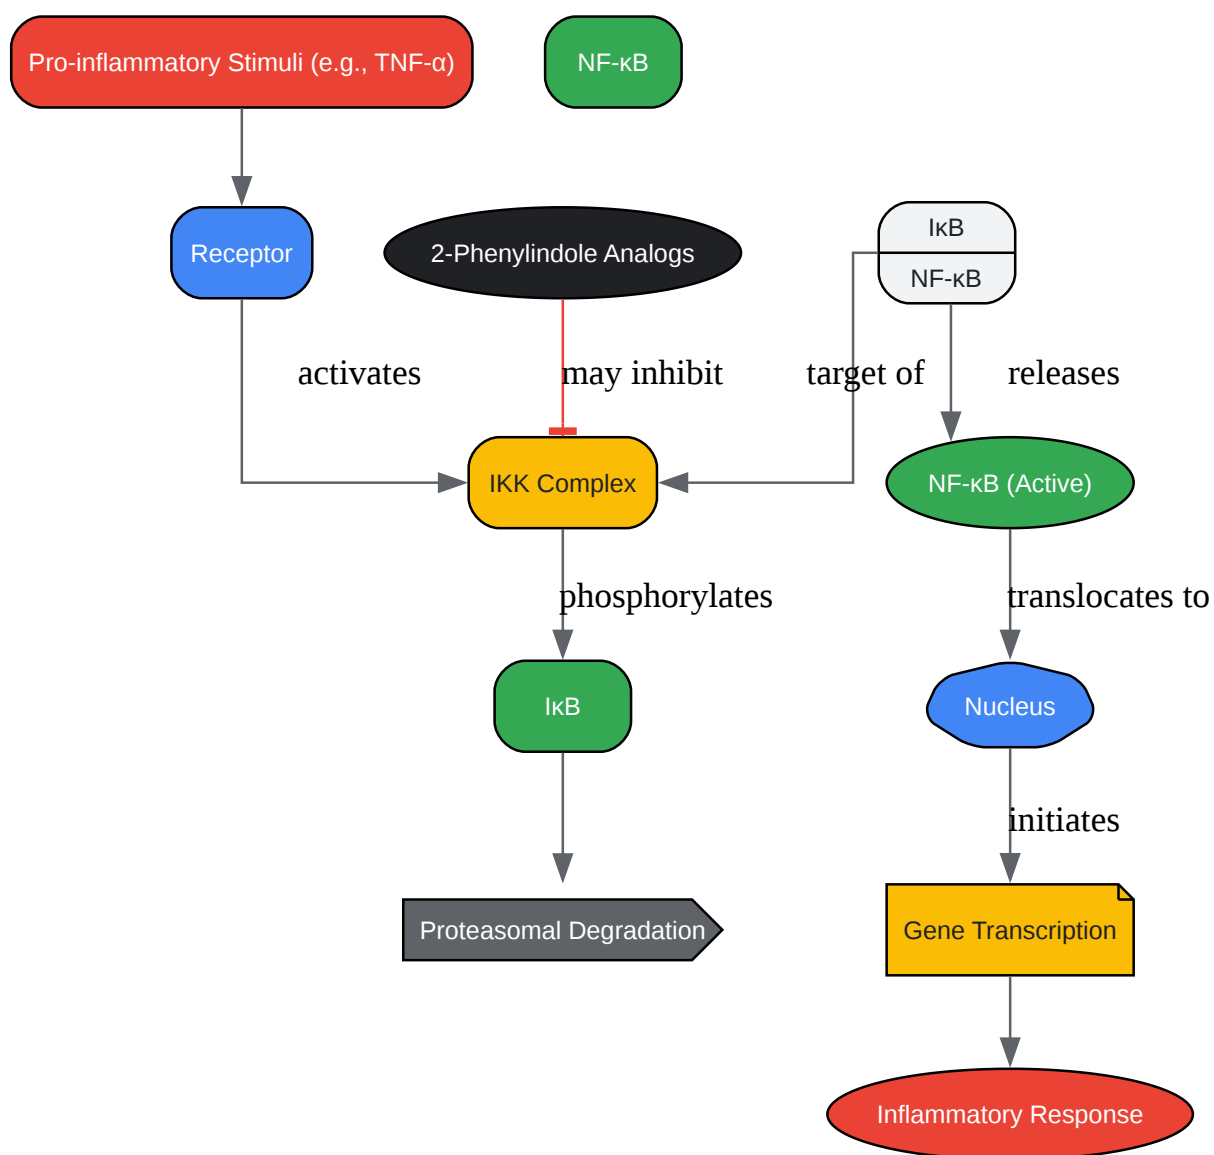 Pro-inflammatory Stimuli (e.g., TNF-α)
NF-κB
Receptor
2-Phenylindole Analogs
IκB
NF-κB
activates
may inhibit
target of
releases
IKK Complex
NF-κB (Active)
phosphorylates
translocates to
IκB
Nucleus
initiates
Proteasomal Degradation
Gene Transcription
Inflammatory Response